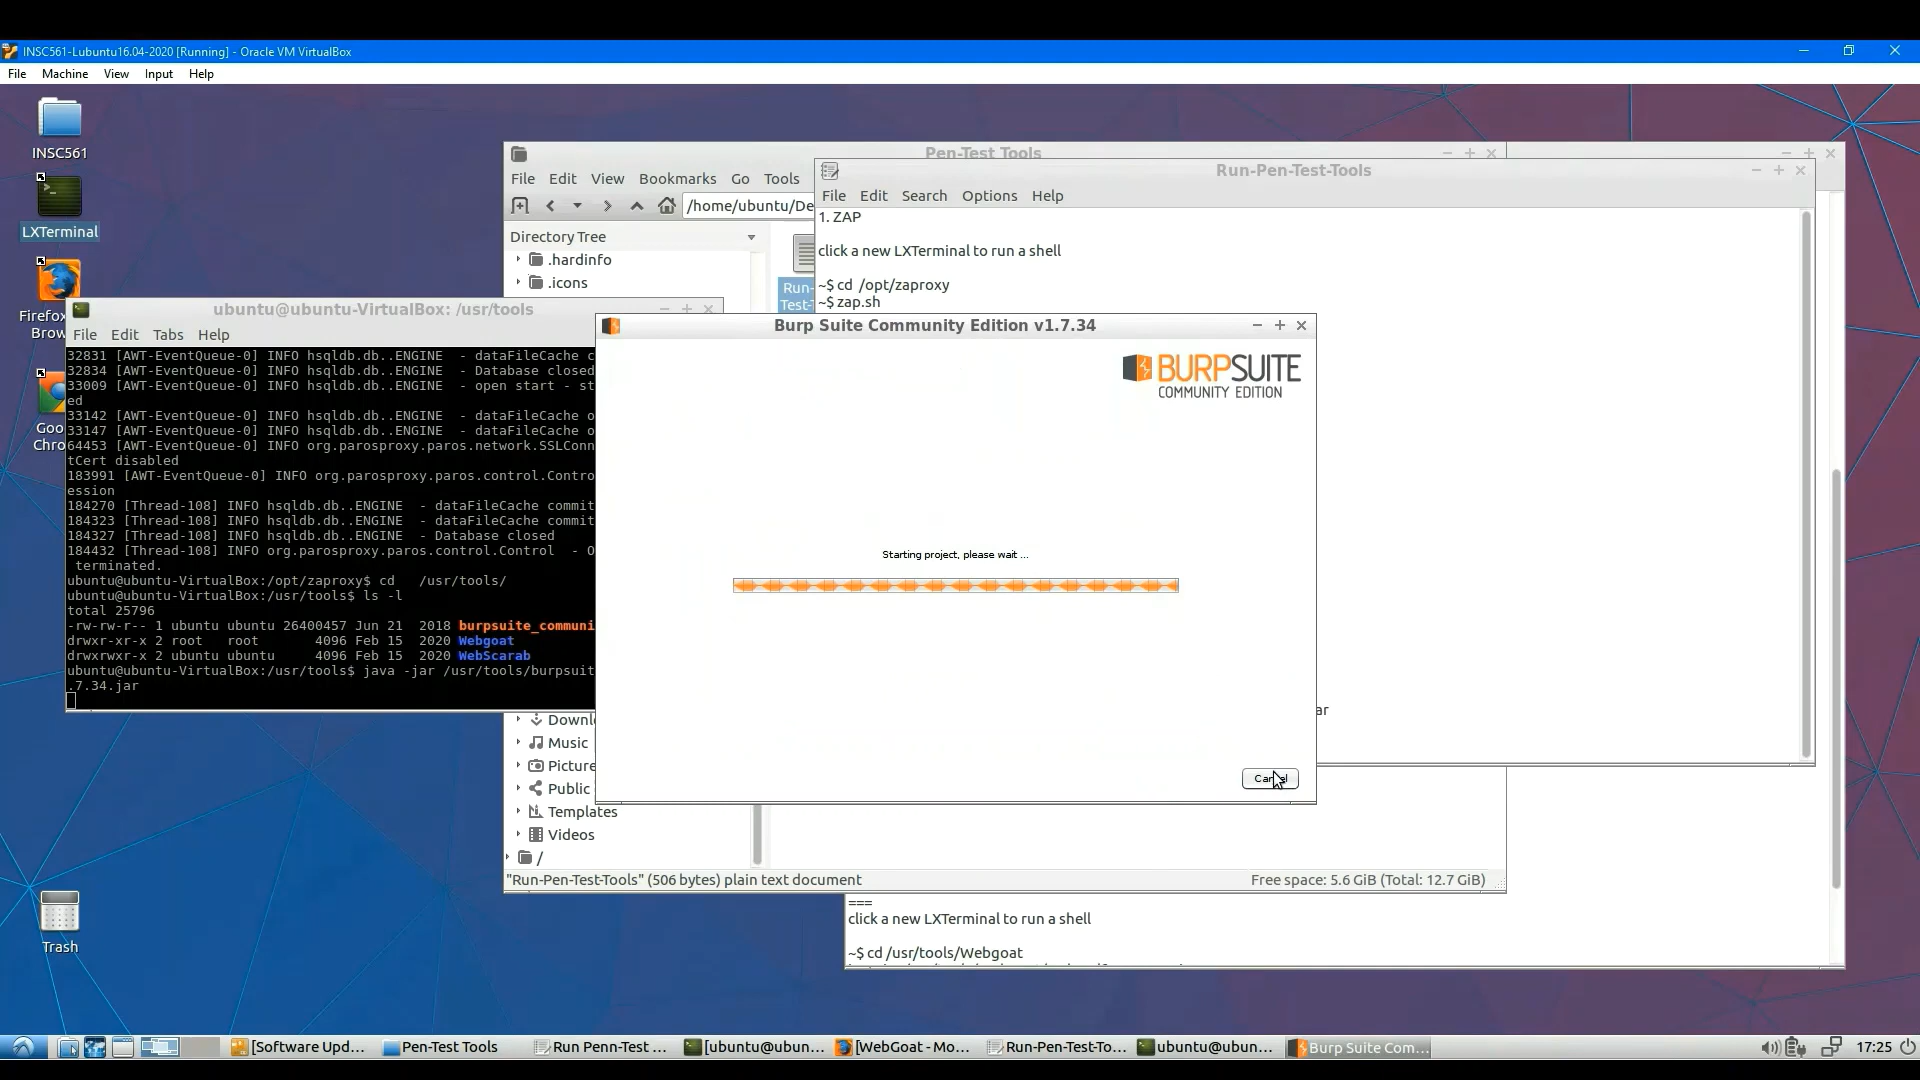 INSC561-Lubuntu16.04-2020 [Running] - Oracle VM VirtualBox
File Machine View Input Help
INSC561
LXTerminal
Firefox
Brow
Goo
Chro
Trash
Pen-Test Tools
File Edit View Bookmarks Go Tools
/home/ubuntu/De
Directory Tree
.hardinfo
.icons
Run-
Test-
Downl
Music
Picture
Public
Templates
Videos
/
"Run-Pen-Test-Tools" (506 bytes) plain text document
Free space: 5.6 GiB (Total: 12.7 GiB)
Run-Pen-Test-Tools
File Edit Search Options Help
1. ZAP
click a new LXTerminal to run a shell
~$ cd /opt/zaproxy
~$ zap.sh
ar
===
click a new LXTerminal to run a shell
~$ cd /usr/tools/Webgoat
ubuntu@ubuntu-VirtualBox: /usr/tools
File Edit Tabs Help
32831 [AWT-EventQueue-0] INFO hsqldb.db..ENGINE - dataFileCache c
32834 [AWT-EventQueue-0] INFO hsqldb.db..ENGINE - Database closed
33009 [AWT-EventQueue-0] INFO hsqldb.db..ENGINE - open start - st
ed
33142 [AWT-EventQueue-0] INFO hsqldb.db..ENGINE - dataFileCache o
33147 [AWT-EventQueue-0] INFO hsqldb.db..ENGINE - dataFileCache o
64453 [AWT-EventQueue-0] INFO org.parosproxy.paros.network.SSLConn
tCert disabled
183991 [AWT-EventQueue-0] INFO org.parosproxy.paros.control.Contro
ession
184270 [Thread-108] INFO hsqldb.db..ENGINE - dataFileCache commit
184323 [Thread-108] INFO hsqldb.db..ENGINE - dataFileCache commit
184327 [Thread-108] INFO hsqldb.db..ENGINE - Database closed
184432 [Thread-108] INFO org.parosproxy.paros.control.Control - O
terminated.
ubuntu@ubuntu-VirtualBox:/opt/zaproxy$ cd /usr/tools/
ubuntu@ubuntu-VirtualBox:/usr/tools$ ls -l
total 25796
-rw-rw-r-- 1 ubuntu ubuntu 26400457 Jun 21 2018 burpsuite_communi
drwxr-xr-x 2 root root 4096 Feb 15 2020 Webgoat
drwxrwxr-x 2 ubuntu ubuntu 4096 Feb 15 2020 WebScarab
ubuntu@ubuntu-VirtualBox:/usr/tools$ java -jar /usr/tools/burpsuit
.7.34.jar
Burp Suite Community Edition v1.7.34
BURPSUITE
COMMUNITY EDITION
Starting project, please wait ...
[Software Upd... Pen-Test Tools Run Penn-Test ... [ubuntu@ubun... [WebGoat - Mo... Run-Pen-Test-To... ubuntu@ubun... Burp Suite Com... 17:25